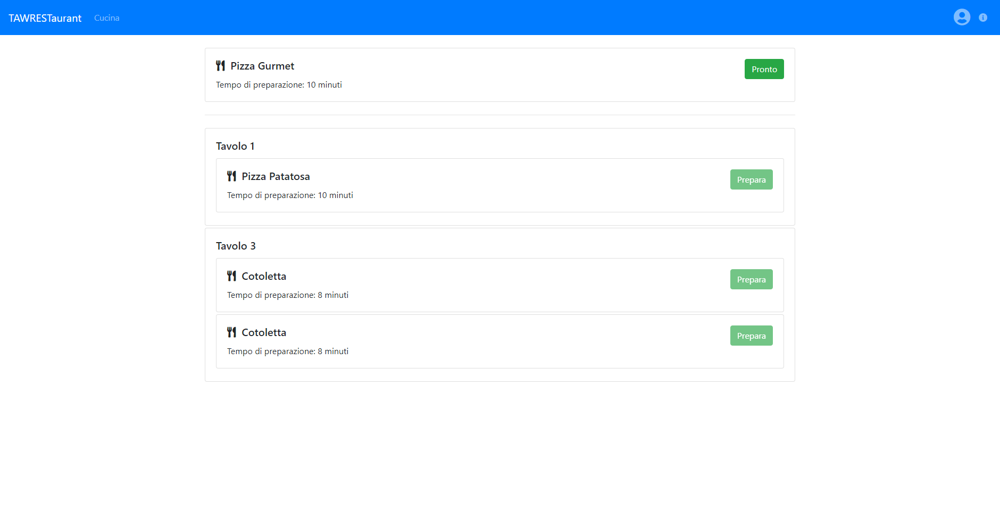 TAWRESTaurant Cucina
Pizza Gurmet
Pronto
Tempo di preparazione: 10 minuti
Tavolo 1
Pizza Patatosa
Prepara
Tempo di preparazione: 10 minuti
Tavolo 3
Cotoletta
Prepara
Tempo di preparazione: 8 minuti
Cotoletta
Prepara
Tempo di preparazione: 8 minuti